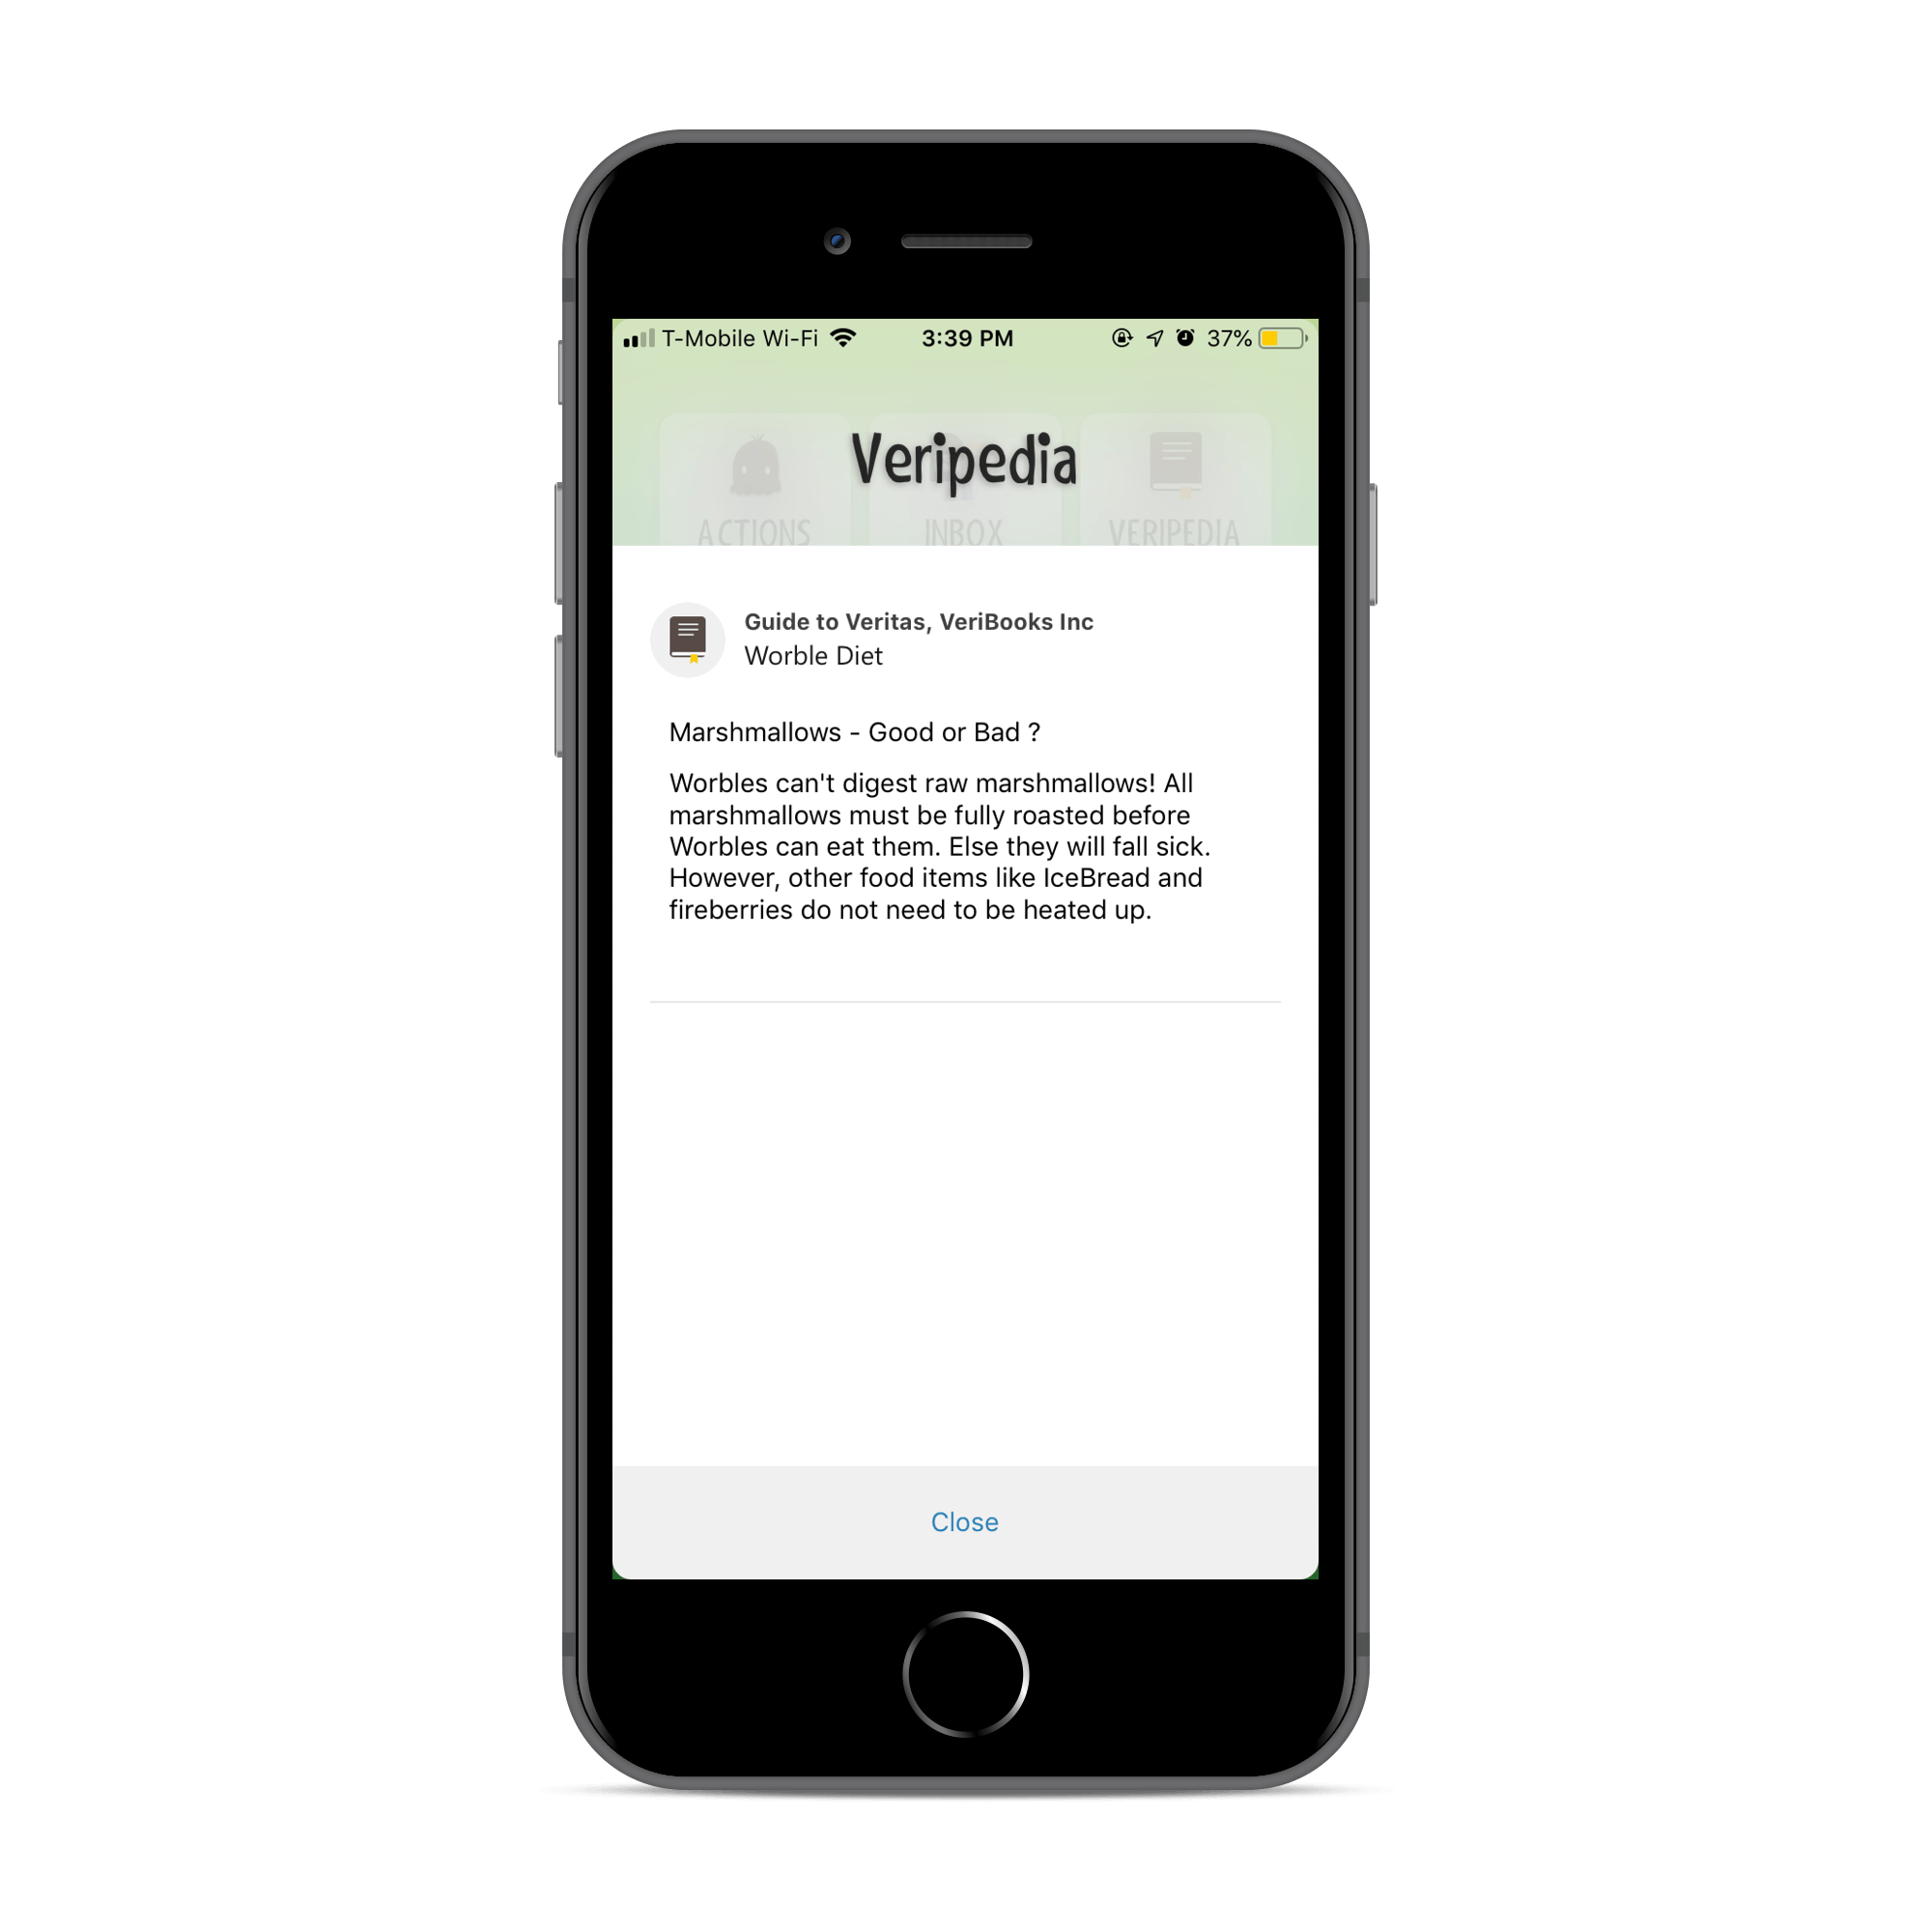 T-Mobile Wi-Fi 3:39 PM 37%
Veripedia
ACTIONS INBOX VERIPEDIA
Guide to Veritas, VeriBooks Inc
Worble Diet
Marshmallows - Good or Bad ?
Worbles can't digest raw marshmallows! All
marshmallows must be fully roasted before
Worbles can eat them. Else they will fall sick.
However, other food items like IceBread and
fireberries do not need to be heated up.
Close